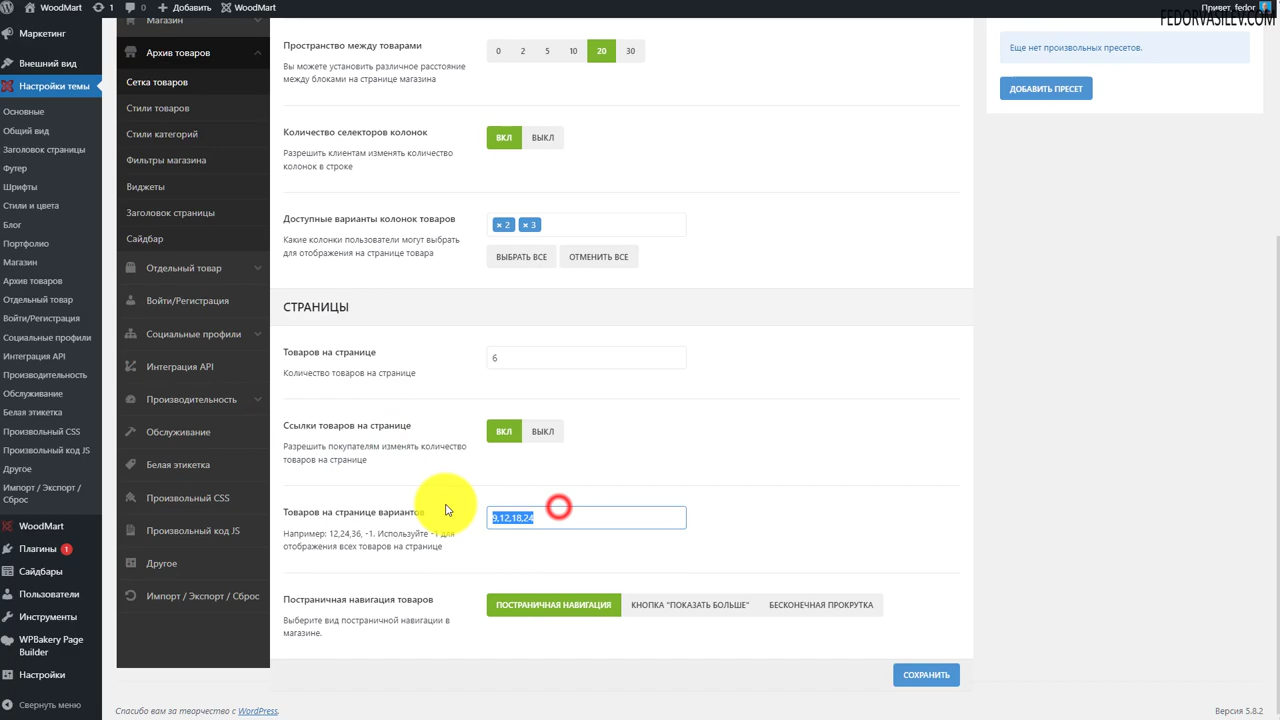 WoodMart
1
0
WoodMart
Привет, fedor
FEDORVASILEV.COM
Маркетинг
Внешний вид
Настройки темы
Основные
Общий вид
Заголовок страницы
Футер
Шрифты
Стили и цвета
Блог
Портфолио
Магазин
Архив товаров
Отдельный товар
Войти/Регистрация
Социальные профили
Интеграция API
Производительность
Обслуживание
Белая этикетка
Произвольный CSS
Произвольный код JS
Другое
Импорт / Экспорт /
Сброс
WoodMart
Плагины 1
Сайдбары
Пользователи
Инструменты
WPBakery Page
Builder
Настройки
Свернуть меню
Магазин
Архив товаров
Сетка товаров
Стили товаров
Стили категорий
Фильтры магазина
Виджеты
Заголовок страницы
Сайдбар
Отдельный товар
Войти/Регистрация
Социальные профили
Интеграция API
Производительность
Обслуживание
Белая этикетка
Произвольный CSS
Произвольный код JS
Другое
Импорт / Экспорт / Сброс
Пространство между товарами
Вы можете установить различное расстояние
между блоками на странице магазина
0 2 5 10 20 30
Количество селекторов колонок
Разрешить клиентам изменять количество
колонок в строке
ВКЛ ВЫКЛ
Доступные варианты колонок товаров
Какие колонки пользователи могут выбрать
для отображения на странице товара
× 2 × 3
ВЫБРАТЬ ВСЕ ОТМЕНИТЬ ВСЕ
СТРАНИЦЫ
Товаров на странице
Количество товаров на странице
6
Ссылки товаров на странице
Разрешить покупателям изменять количество
товаров на странице
ВКЛ ВЫКЛ
Товаров на странице вариантов
Например: 12,24,36, -1. Используйте -1 для
отображения всех товаров на странице
9,12,18,24
Постраничная навигация товаров
Выберите вид постраничной навигации в
магазине.
ПОСТРАНИЧНАЯ НАВИГАЦИЯ КНОПКА "ПОКАЗАТЬ БОЛЬШЕ" БЕСКОНЕЧНАЯ ПРОКРУТКА
СОХРАНИТЬ
Еще нет произвольных пресетов.
ДОБАВИТЬ ПРЕСЕТ
Спасибо вам за творчество с WordPress.
Версия 5.8.2